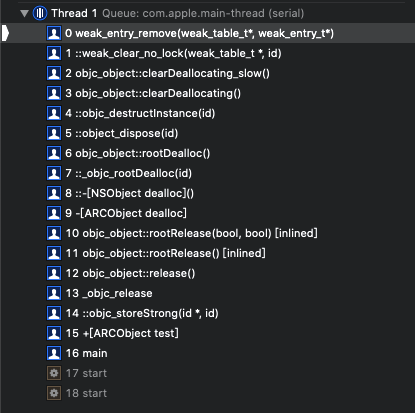 Thread 1 Queue: com.apple.main-thread (serial)
0 weak_entry_remove(weak_table_t*, weak_entry_t*)
1 ::weak_clear_no_lock(weak_table_t *, id)
2 objc_object::clearDeallocating_slow()
3 objc_object::clearDeallocating()
4 ::objc_destructInstance(id)
5 ::object_dispose(id)
6 objc_object::rootDealloc()
7 ::_objc_rootDealloc(id)
8 ::-[NSObject dealloc]()
9 -[ARCObject dealloc]
10 objc_object::rootRelease(bool, bool) [inlined]
11 objc_object::rootRelease() [inlined]
12 objc_object::release()
13 _objc_release
14 ::objc_storeStrong(id *, id)
15 +[ARCObject test]
16 main
17 start
18 start